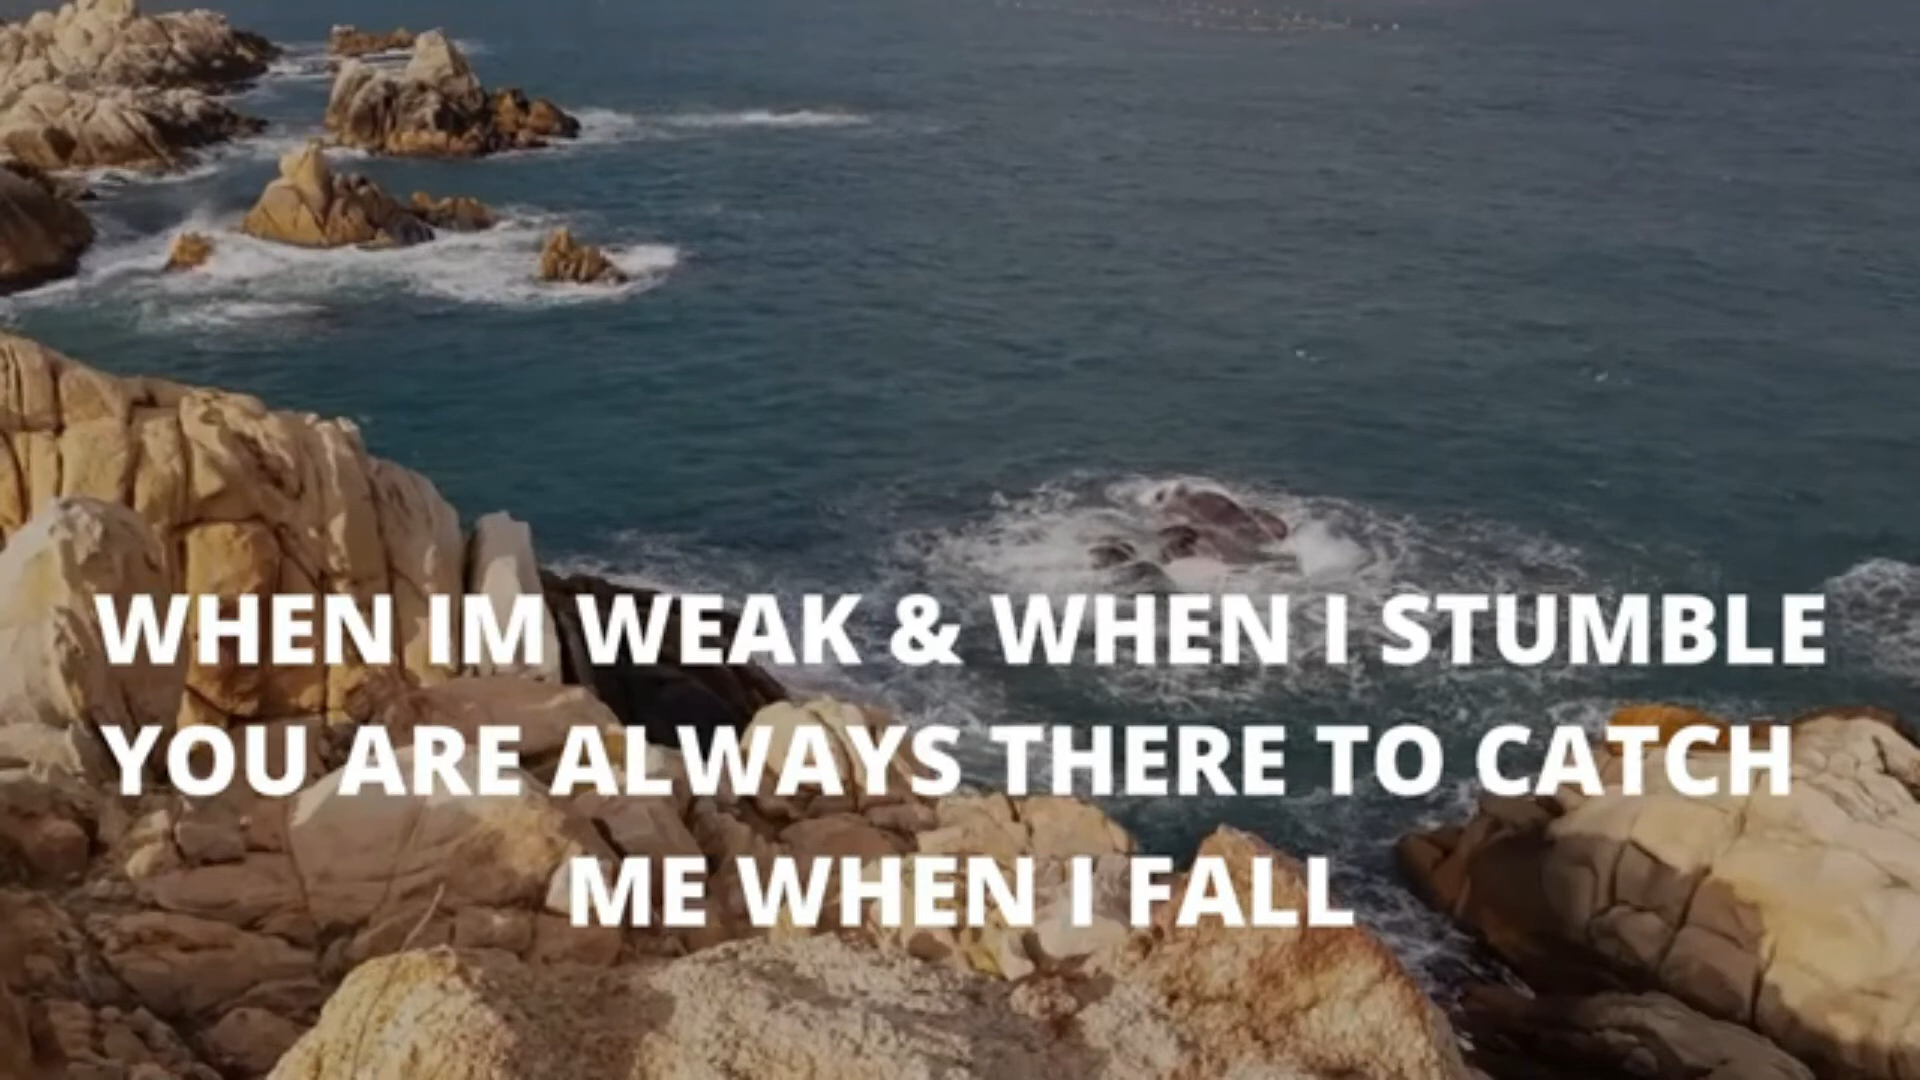 WHEN IM WEAK & WHEN I STUMBLE
YOU ARE ALWAYS THERE TO CATCH
ME WHEN I FALL